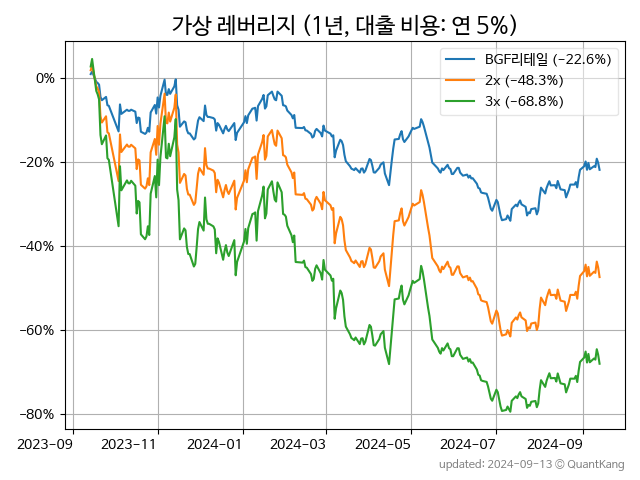 가상 레버리지 (1년, 대출 비용: 연 5%)
BGF리테일 (−22.6%)
2x (−48.3%)
3x (−68.8%)
0%
−20%
−40%
−60%
−80%
2023-09 2023-11 2024-01 2024-03 2024-05 2024-07 2024-09
updated: 2024-09-13 © QuantKang